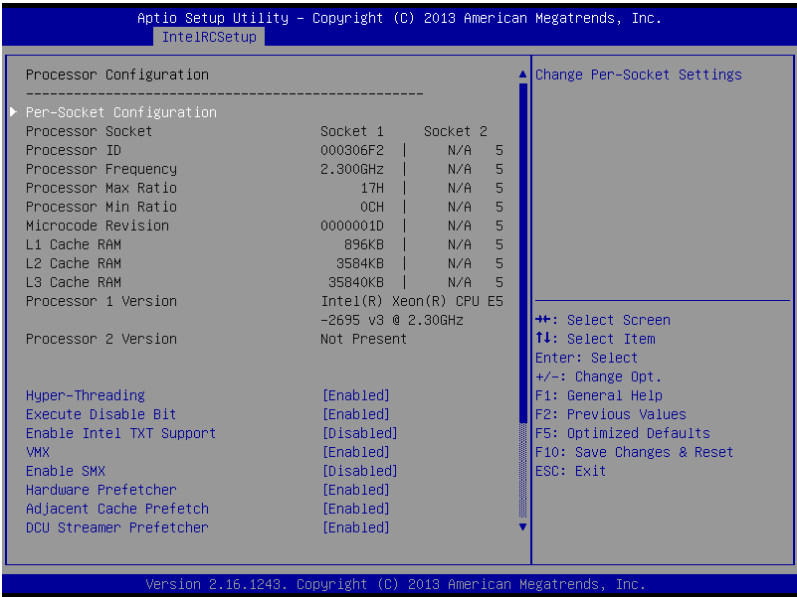 Aptio Setup Utility – Copyright (C) 2013 American Megatrends, Inc.
IntelRCSetup
Processor Configuration
--------------------------------------------------
Per-Socket Configuration
Processor Socket Socket 1 Socket 2
Processor ID 000306F2 | N/A 5
Processor Frequency 2.300GHz | N/A 5
Processor Max Ratio 17H | N/A 5
Processor Min Ratio 0CH | N/A 5
Microcode Revision 0000001D | N/A 5
L1 Cache RAM 896KB | N/A 5
L2 Cache RAM 3584KB | N/A 5
L3 Cache RAM 35840KB | N/A 5
Processor 1 Version Intel(R) Xeon(R) CPU E5
-2695 v3 @ 2.30GHz
Processor 2 Version Not Present
Hyper-Threading [Enabled]
Execute Disable Bit [Enabled]
Enable Intel TXT Support [Disabled]
VMX [Enabled]
Enable SMX [Disabled]
Hardware Prefetcher [Enabled]
Adjacent Cache Prefetch [Enabled]
DCU Streamer Prefetcher [Enabled]
Change Per-Socket Settings
→←: Select Screen
↑↓: Select Item
Enter: Select
+/-: Change Opt.
F1: General Help
F2: Previous Values
F5: Optimized Defaults
F10: Save Changes & Reset
ESC: Exit
Version 2.16.1243. Copyright (C) 2013 American Megatrends, Inc.